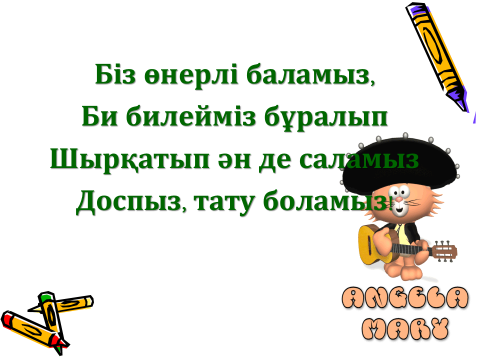 Біз өнерлі баламыз,
Би билейміз бұралып
Шырқатып ән де саламыз
Доспыз, тату боламыз!
ANGELA
MARY